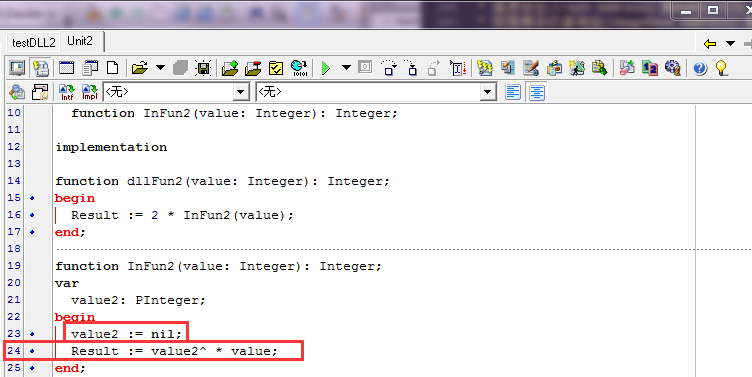 testDLL2 Unit2
Intf Impl <无> <无>
10 function InFun2(value: Integer): Integer;
11
12 implementation
13
14 function dllFun2(value: Integer): Integer;
15 begin
16 Result := 2 * InFun2(value);
17 end;
18
19 function InFun2(value: Integer): Integer;
20 var
21 value2: PInteger;
22 begin
23 value2 := nil;
24 Result := value2^ * value;
25 end;